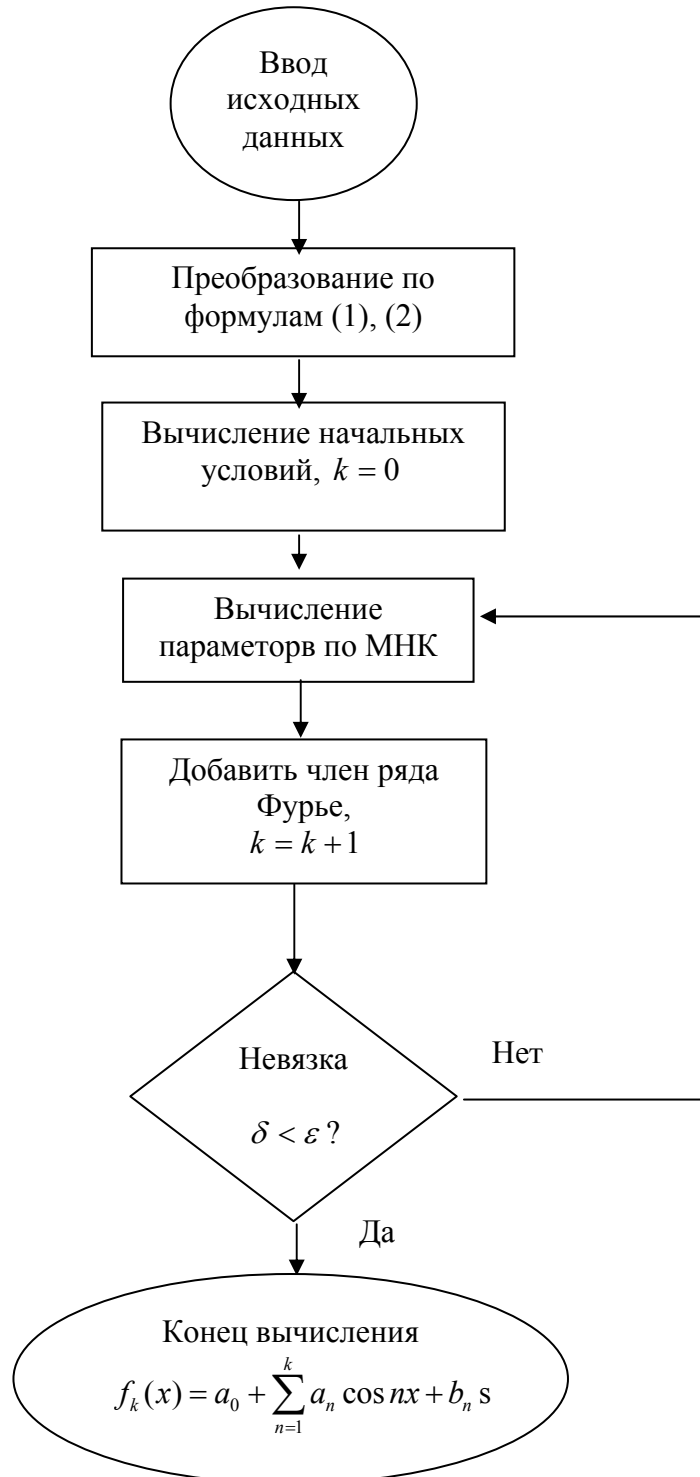 Ввод
исходных
данных
Преобразование по
формулам (1), (2)
Вычисление начальных
условий, k = 0
Вычисление
параметорв по МНК
Добавить член ряда
Фурье,
k = k + 1
Невязка
δ < ε ?
Нет
Да
Конец вычисления
f_k(x) = a_0 + \sum_{n=1}^{k} a_n cos nx + b_n s